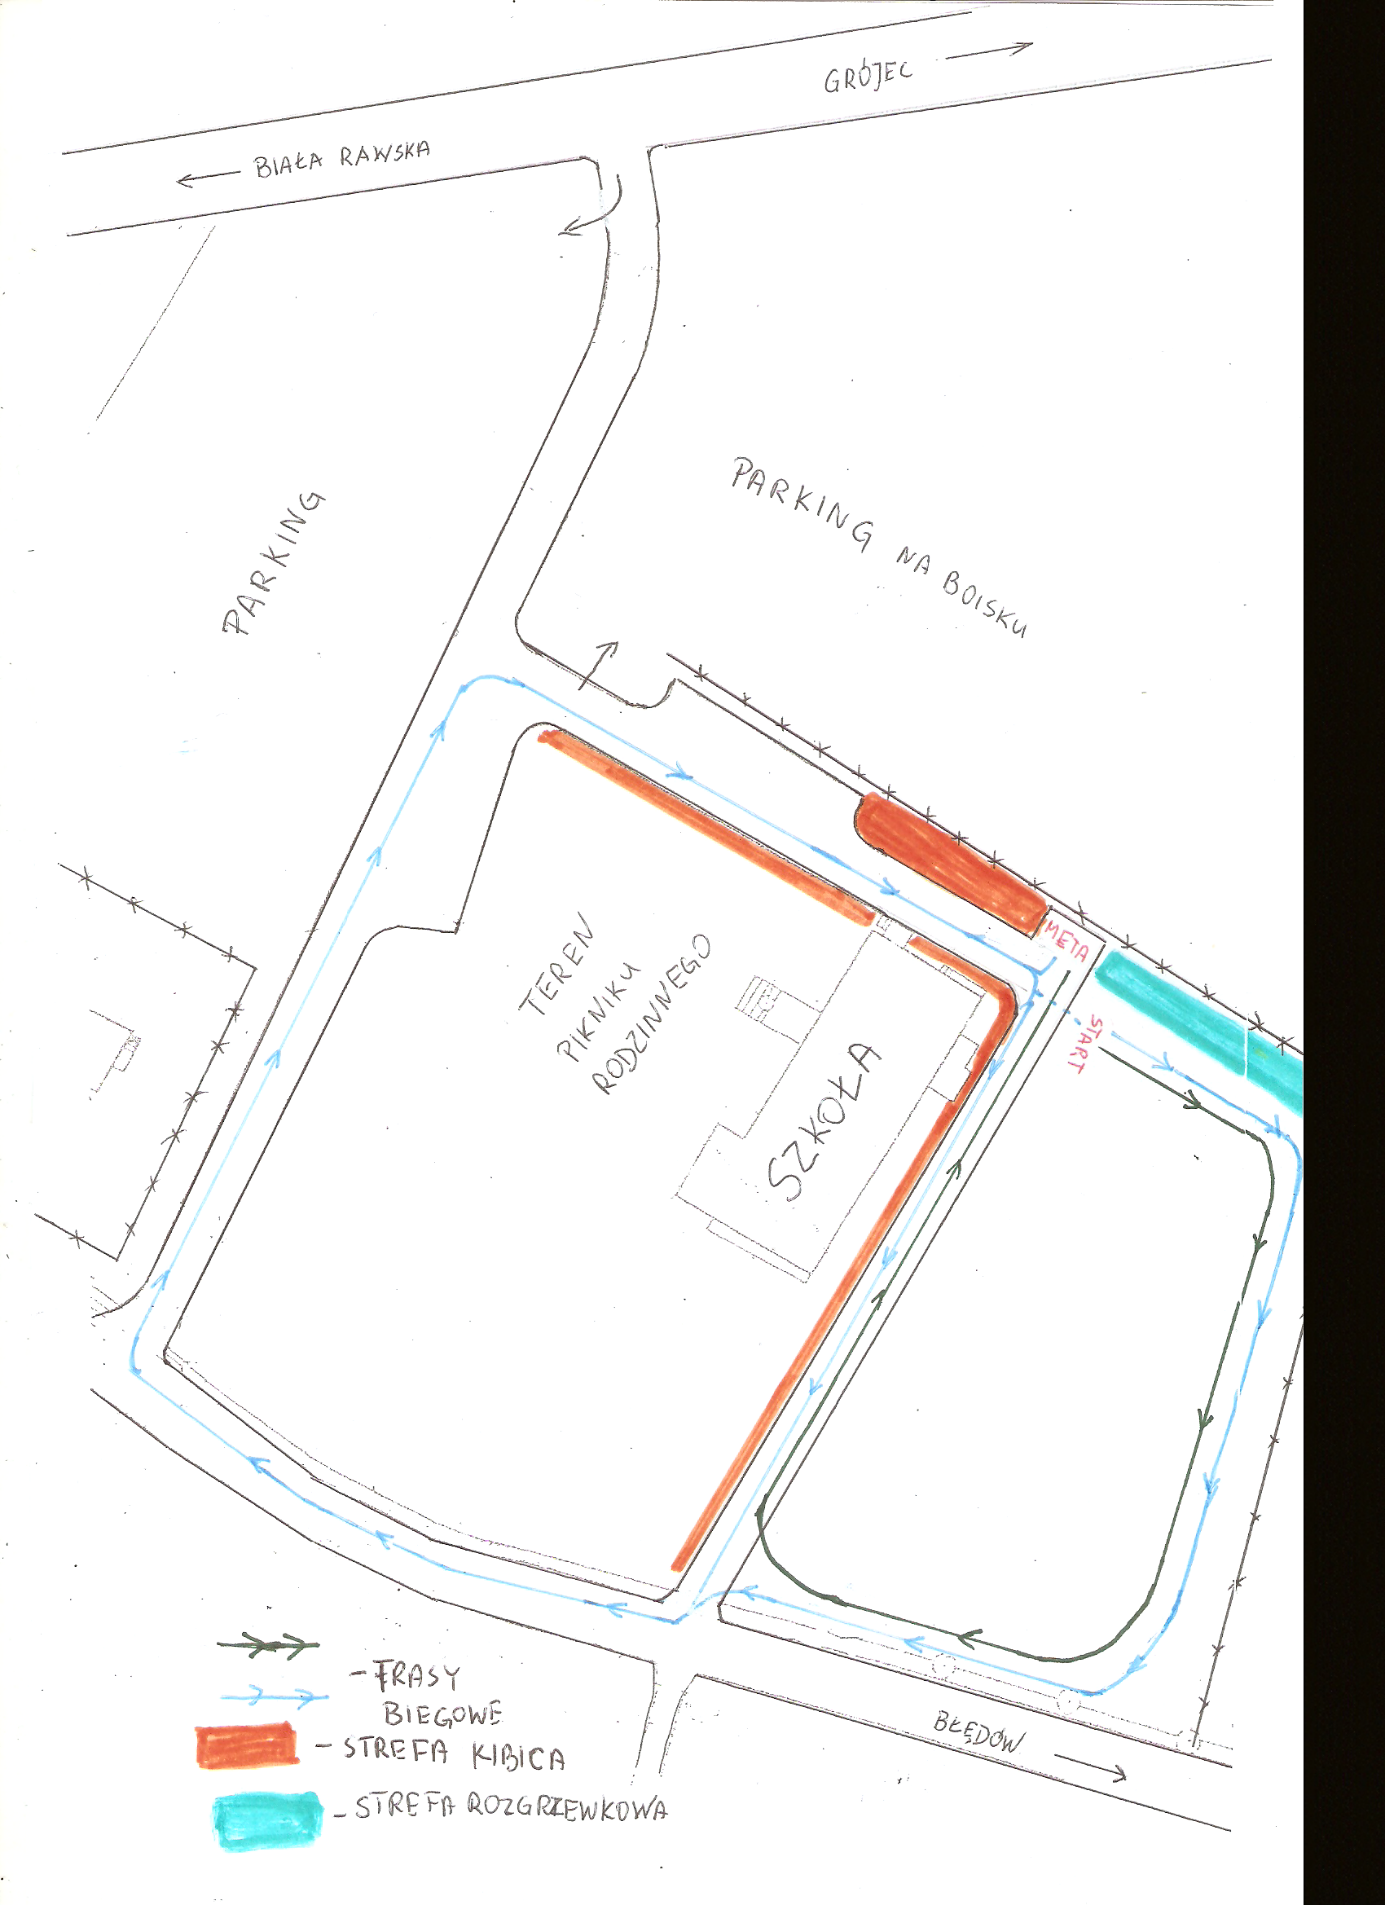 GRÓJEC
BIAŁA RAWSKA
PARKING
PARKING NA BOISKU
META
START
TEREN
PIKNIKU
RODZINNEGO
SZKOŁA
- TRASY
BIEGOWE
- STREFA KIBICA
- STREFA ROZGRZEWKOWA
BŁĘDÓW